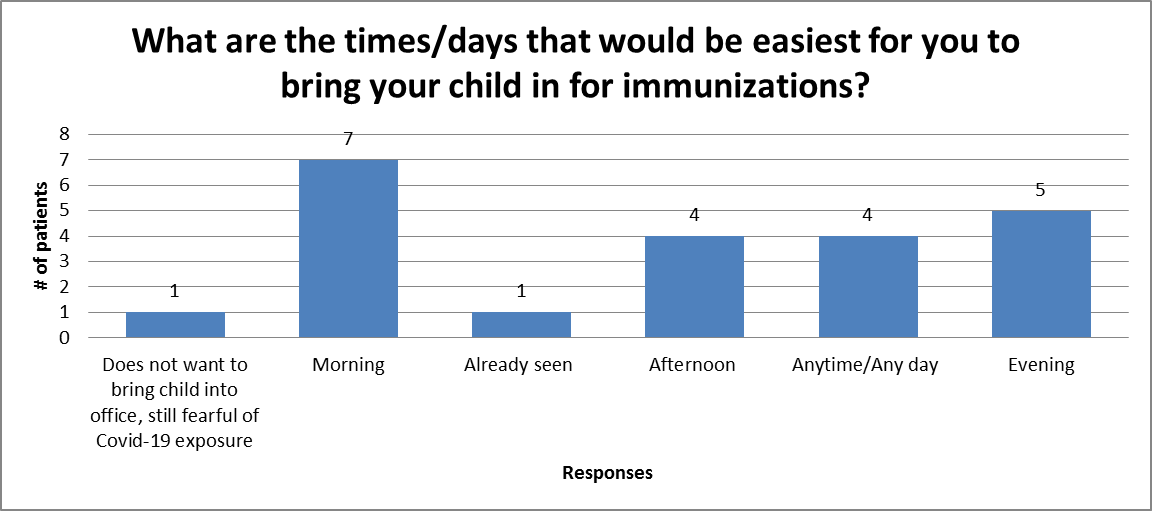 What are the times/days that would be easiest for you to
bring your child in for immunizations?
# of patients
8
7
6
5
4
3
2
1
0
1
7
1
4
4
5
Does not want to
bring child into
office, still fearful of
Covid-19 exposure
Morning
Already seen
Afternoon
Anytime/Any day
Evening
Responses